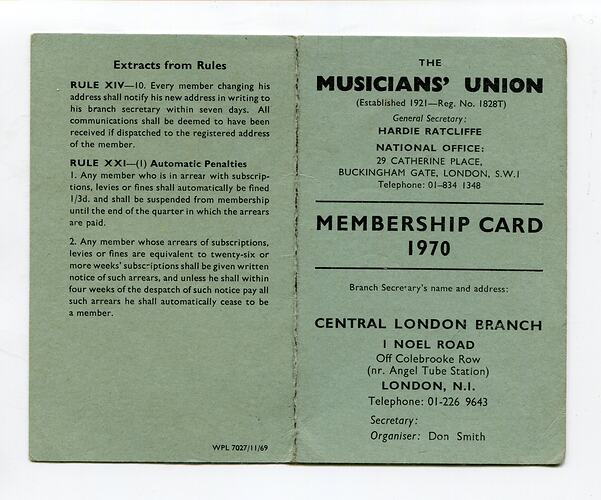 Extracts from Rules
RULE XIV—10. Every member changing his
address shall notify his new address in writing to
his branch secretary within seven days. All
communications shall be deemed to have been
received if dispatched to the registered address
of the member.
RULE XXI—(1) Automatic Penalties
1. Any member who is in arrear with subscrip-
tions, levies or fines shall automatically be fined
1/3d. and shall be suspended from membership
until the end of the quarter in which the arrears
are paid.
2. Any member whose arrears of subscriptions,
levies or fines are equivalent to twenty-six or
more weeks' subscriptions shall be given written
notice of such arrears, and unless he shall within
four weeks of the despatch of such notice pay all
such arrears he shall automatically cease to be
a member.
WPL 7027/11/69
THE
MUSICIANS' UNION
(Established 1921—Reg. No. 1828T)
General Secretary:
HARDIE RATCLIFFE
NATIONAL OFFICE:
29 CATHERINE PLACE,
BUCKINGHAM GATE, LONDON, S.W.1
Telephone: 01-834 1348
MEMBERSHIP CARD
1970
Branch Secretary's name and address:
CENTRAL LONDON BRANCH
1 NOEL ROAD
Off Colebrooke Row
(nr. Angel Tube Station)
LONDON, N.1.
Telephone: 01-226 9643
Secretary:
Organiser: Don Smith